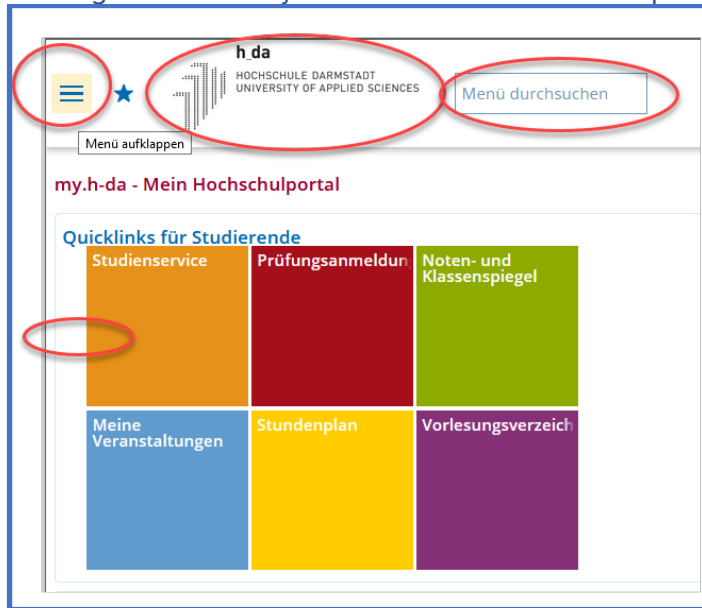 h_da
HOCHSCHULE DARMSTADT
UNIVERSITY OF APPLIED SCIENCES
Menü durchsuchen
Menü aufklappen
my.h-da - Mein Hochschulportal
Quicklinks für Studierende
Studienservice
Prüfungsanmeldun
Noten- und
Klassenspiegel
Meine
Veranstaltungen
Stundenplan
Vorlesungsverzeich